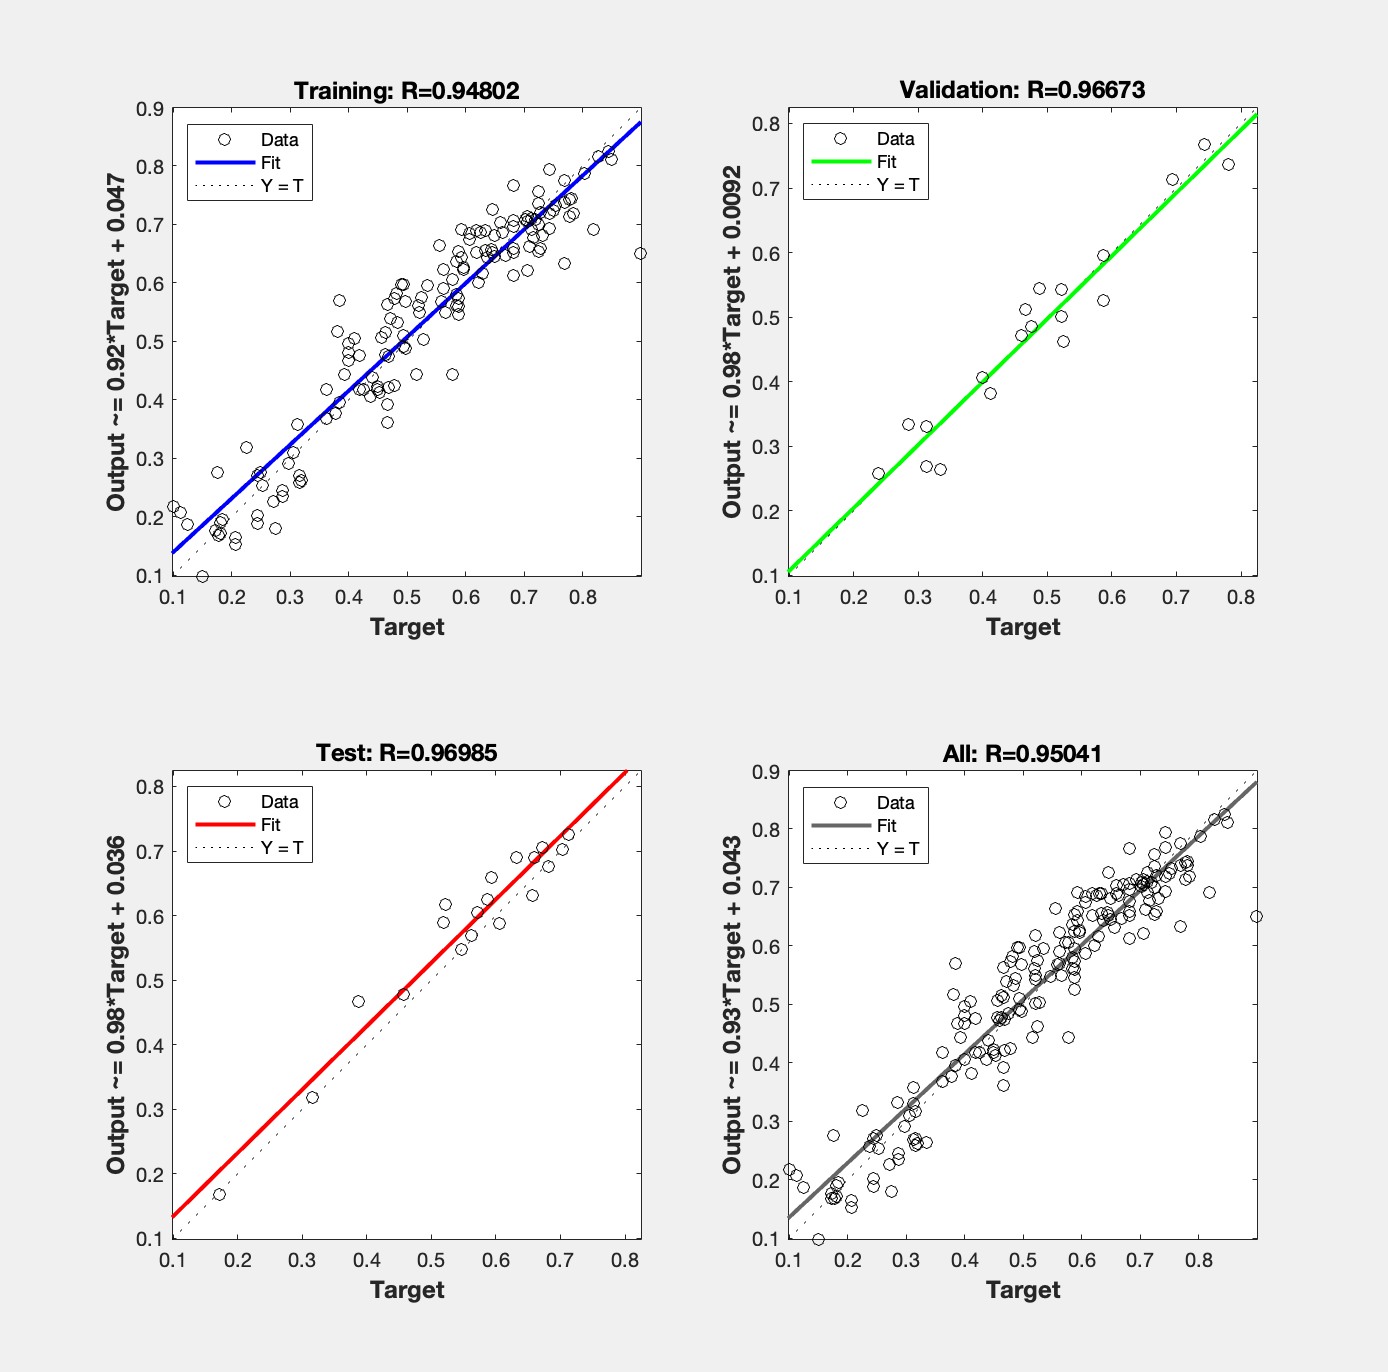 Training: R=0.94802
Output ~= 0.92*Target + 0.047
0.9
0.8
0.7
0.6
0.5
0.4
0.3
0.2
0.1
Data
Fit
Y = T
0.1 0.2 0.3 0.4 0.5 0.6 0.7 0.8
Target
Validation: R=0.96673
Output ~= 0.98*Target + 0.0092
0.8
0.7
0.6
0.5
0.4
0.3
0.2
0.1
Data
Fit
Y = T
0.1 0.2 0.3 0.4 0.5 0.6 0.7 0.8
Target
Test: R=0.96985
Output ~= 0.98*Target + 0.036
0.8
0.7
0.6
0.5
0.4
0.3
0.2
0.1
Data
Fit
Y = T
0.1 0.2 0.3 0.4 0.5 0.6 0.7 0.8
Target
All: R=0.95041
Output ~= 0.93*Target + 0.043
0.9
0.8
0.7
0.6
0.5
0.4
0.3
0.2
0.1
Data
Fit
Y = T
0.1 0.2 0.3 0.4 0.5 0.6 0.7 0.8
Target